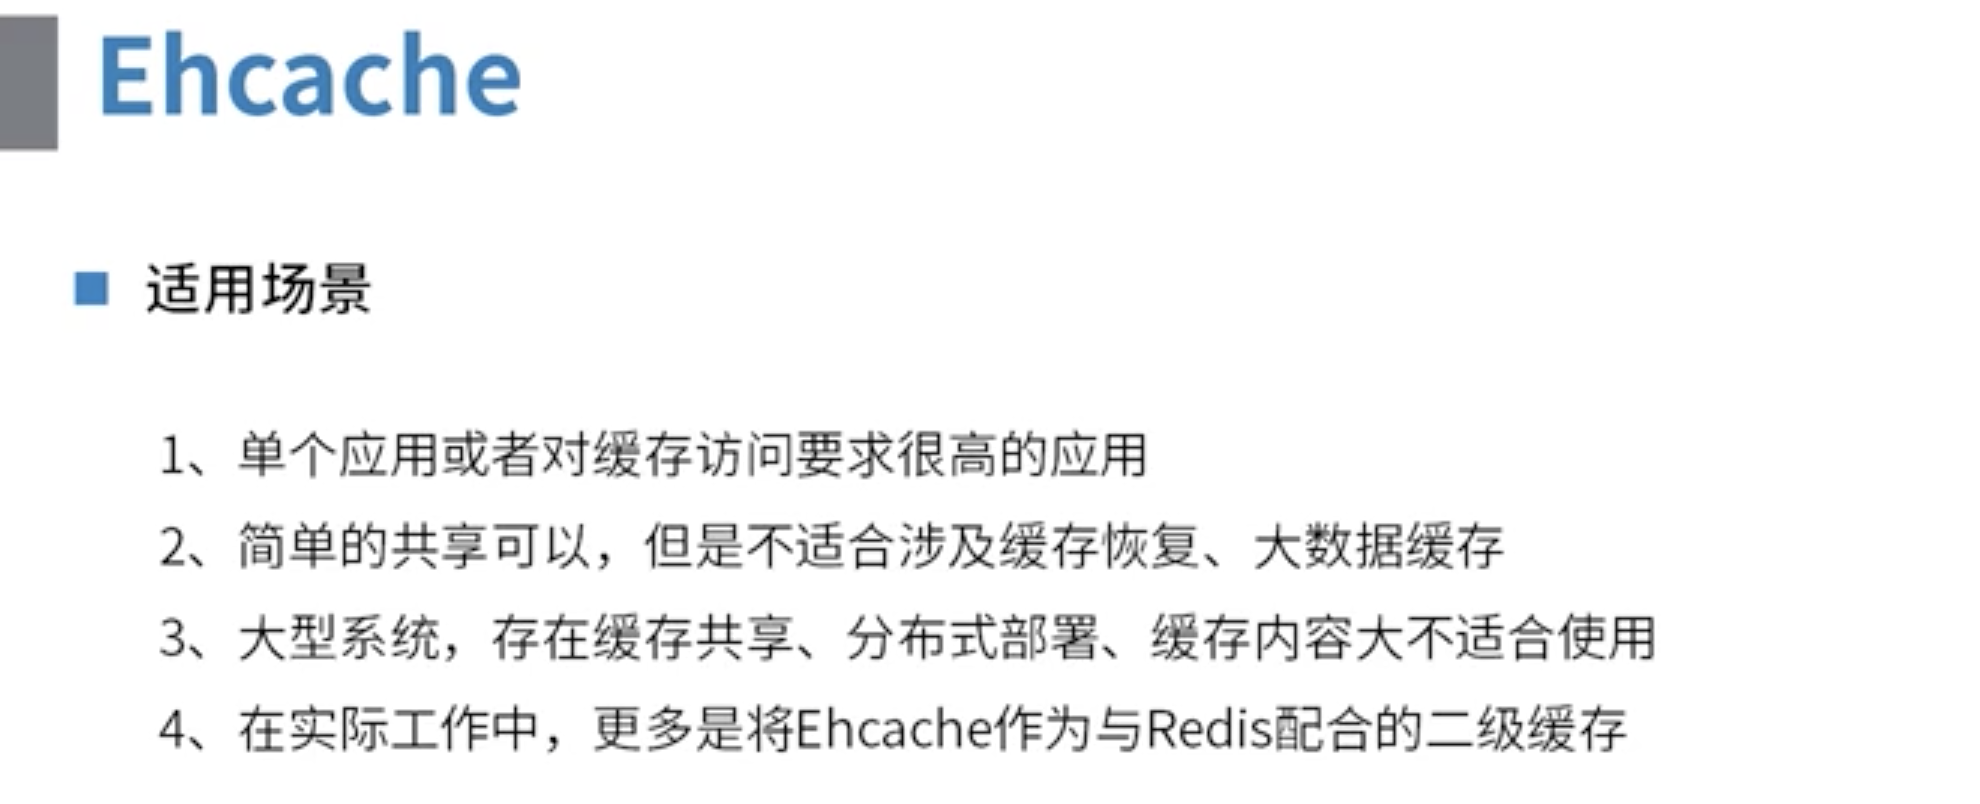 Ehcache
适用场景
1、单个应用或者对缓存访问要求很高的应用
2、简单的共享可以，但是不适合涉及缓存恢复、大数据缓存
3、大型系统，存在缓存共享、分布式部署、缓存内容大不适合使用
4、在实际工作中，更多是将Ehcache作为与Redis配合的二级缓存